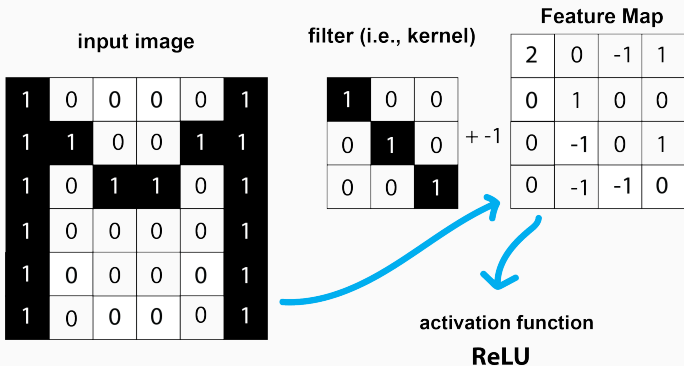 input image
1 0 0 0 0 1
1 1 0 0 1 1
1 0 1 1 0 1
1 0 0 0 0 1
1 0 0 0 0 1
1 0 0 0 0 1
filter (i.e., kernel)
1 0 0
0 1 0
0 0 1
+ -1
Feature Map
2 0 -1 1
0 1 0 0
0 -1 0 1
0 -1 -1 0
activation function
ReLU